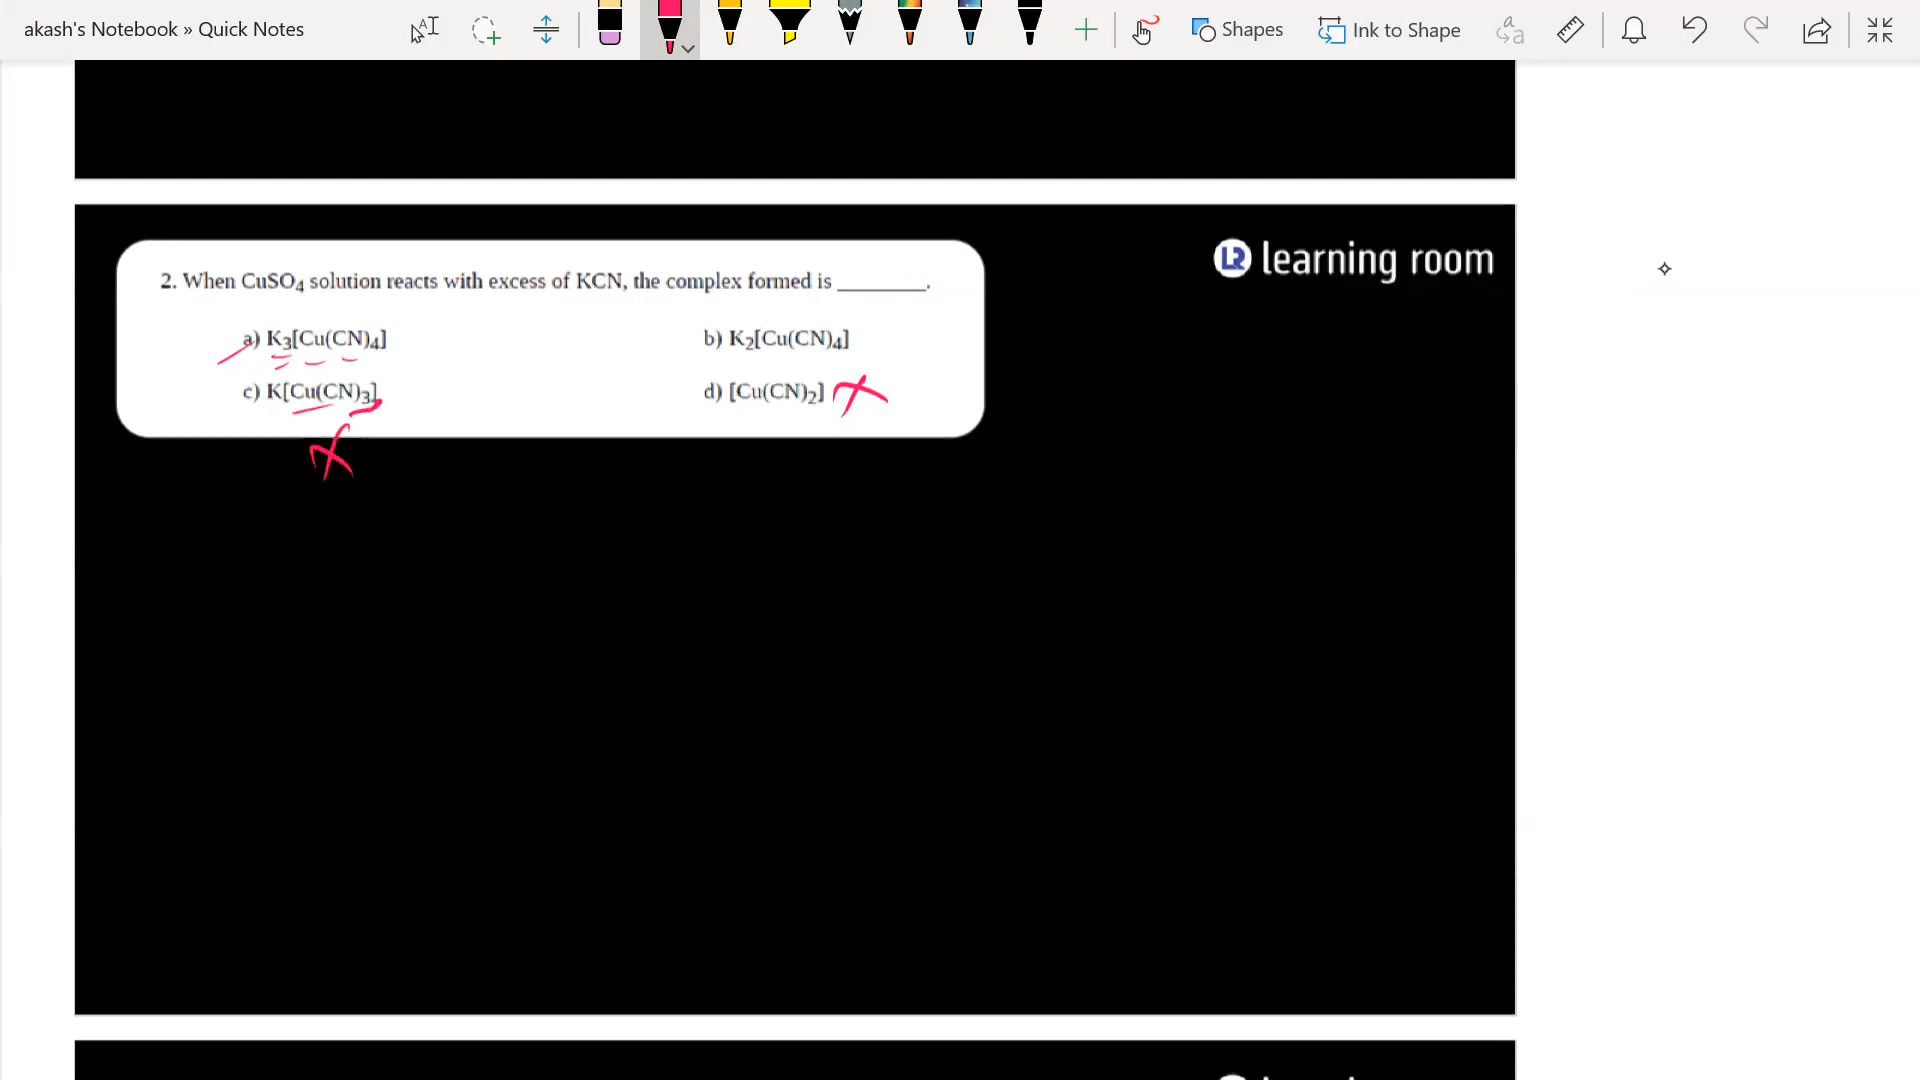 akash's Notebook » Quick Notes
Shapes
Ink to Shape
learning room
2. When CuSO4 solution reacts with excess of KCN, the complex formed is ________.
a) K3[Cu(CN)4] b) K2[Cu(CN)4]
c) K[Cu(CN)3] d) [Cu(CN)2]